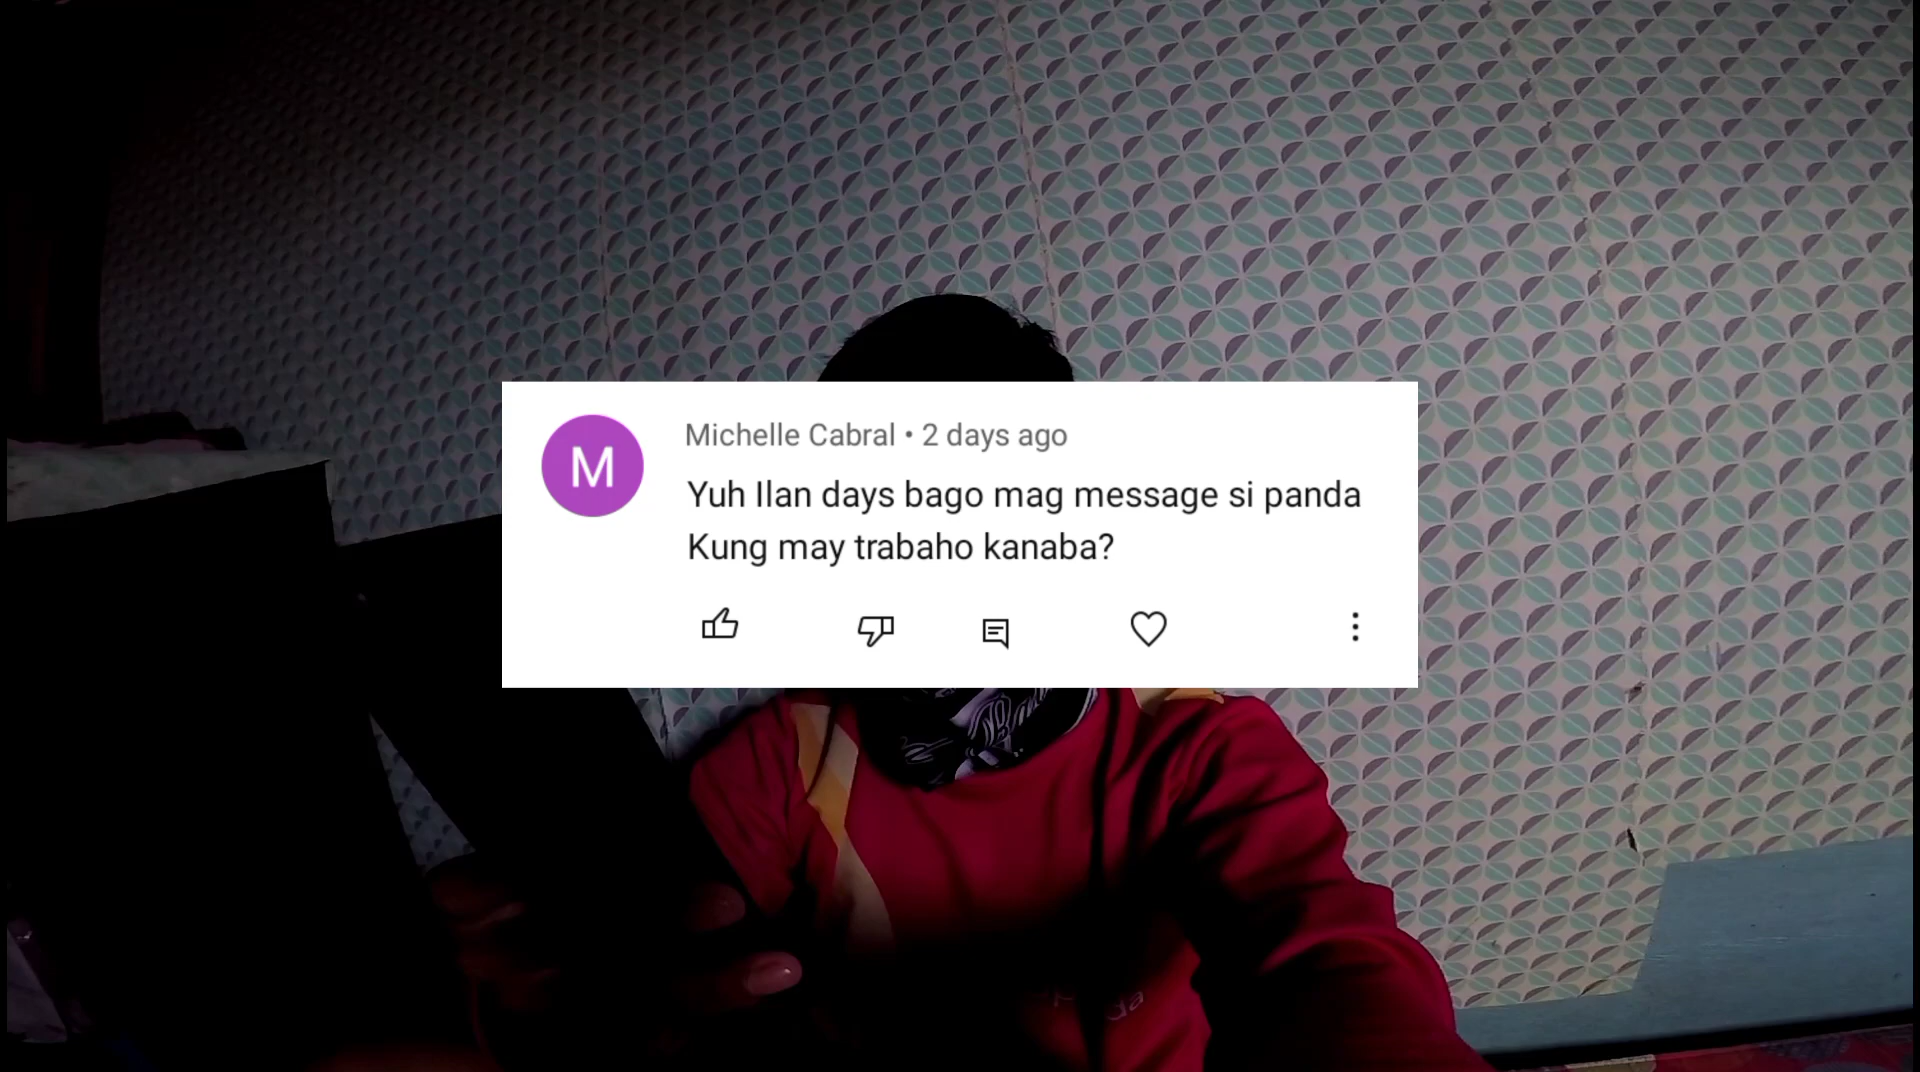 M
Michelle Cabral • 2 days ago
Yuh Ilan days bago mag message si panda
Kung may trabaho kanaba?